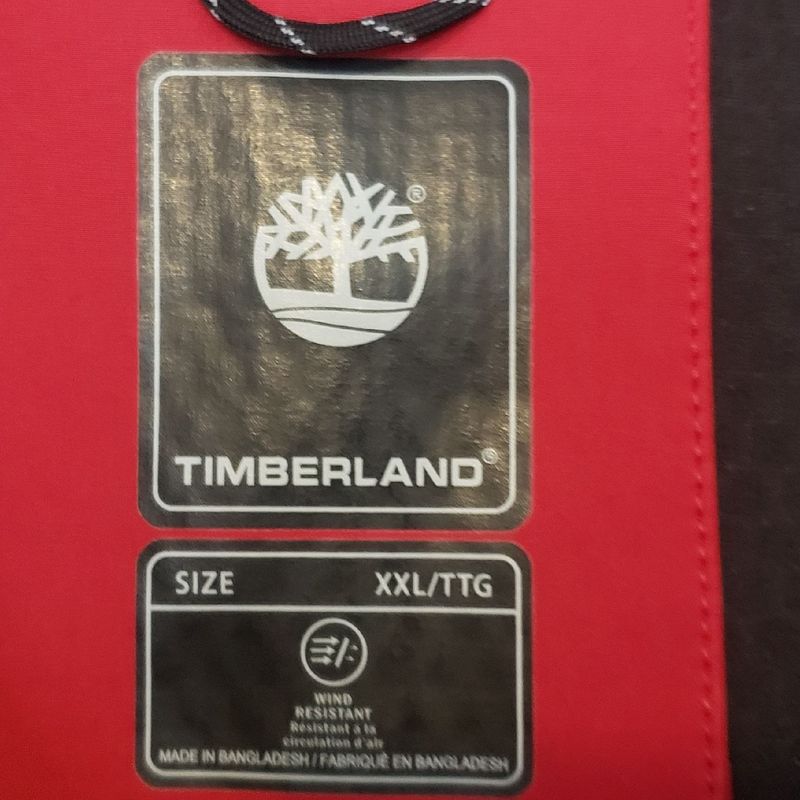 ®
TIMBERLAND®
SIZE XXL/TTG
WIND
RESISTANT
Résistant à la
circulation d'air
MADE IN BANGLADESH / FABRIQUÉ EN BANGLADESH